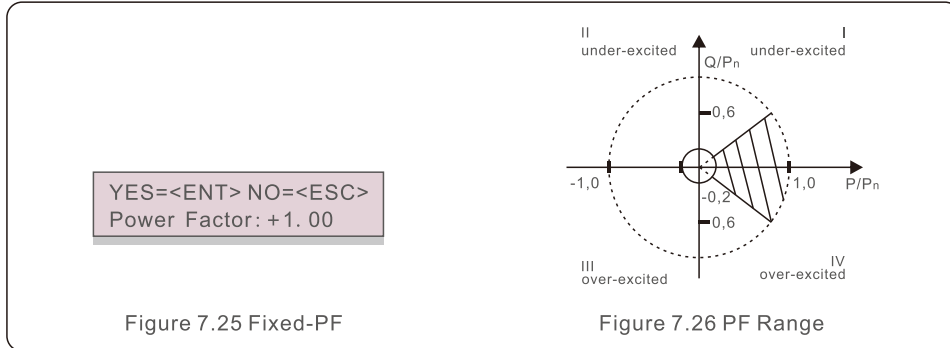 YES=<ENT> NO=<ESC>
Power Factor: +1. 00
Figure 7.25 Fixed-PF
II
under-excited
I
under-excited
Q/Pn
0,6
-1,0
1,0
P/Pn
-0,2
0,6
III
over-excited
IV
over-excited
Figure 7.26 PF Range